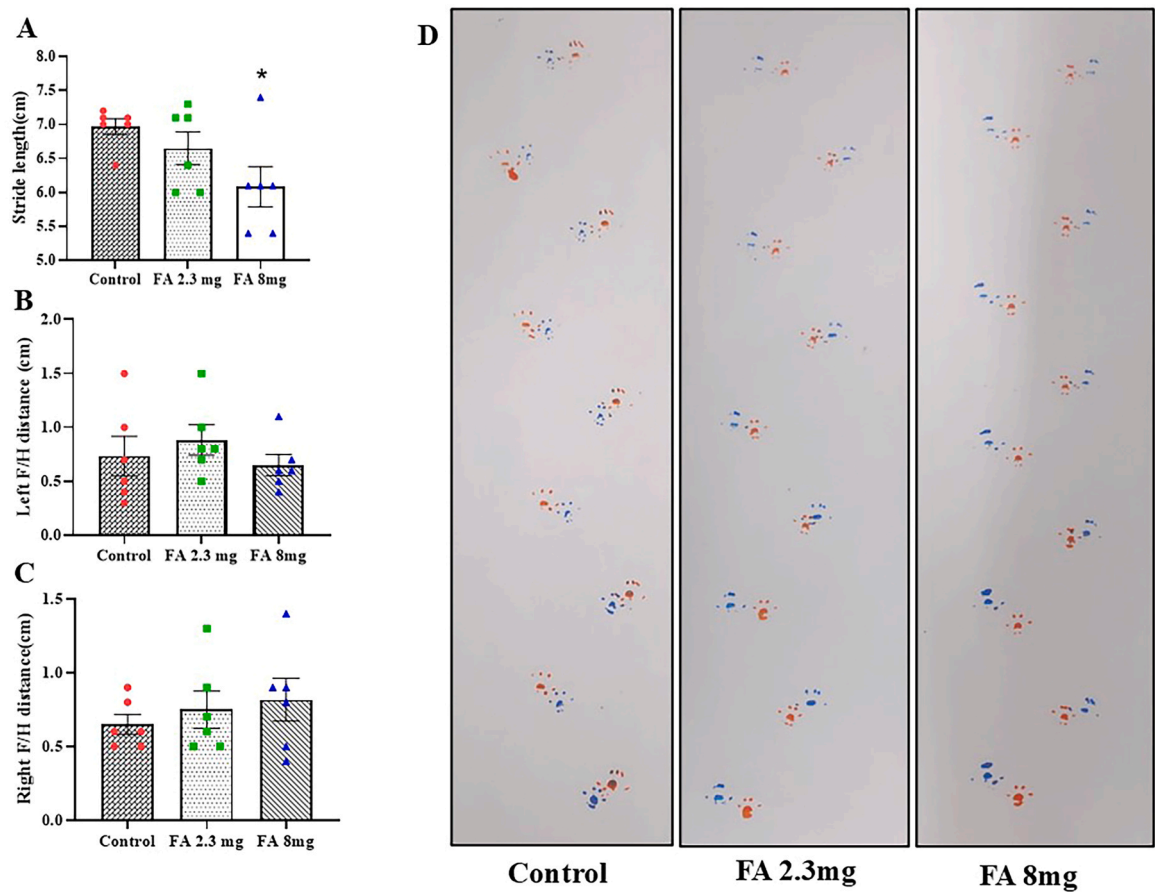 A
Stride length(cm)
8.0
7.5
7.0
6.5
6.0
5.5
5.0
*
Control FA 2.3 mg FA 8mg
B
Left F/H distance (cm)
2.0
1.5
1.0
0.5
0.0
Control FA 2.3 mg FA 8mg
C
Right F/H distance(cm)
1.5
1.0
0.5
0.0
Control FA 2.3 mg FA 8mg
D
Control FA 2.3mg FA 8mg